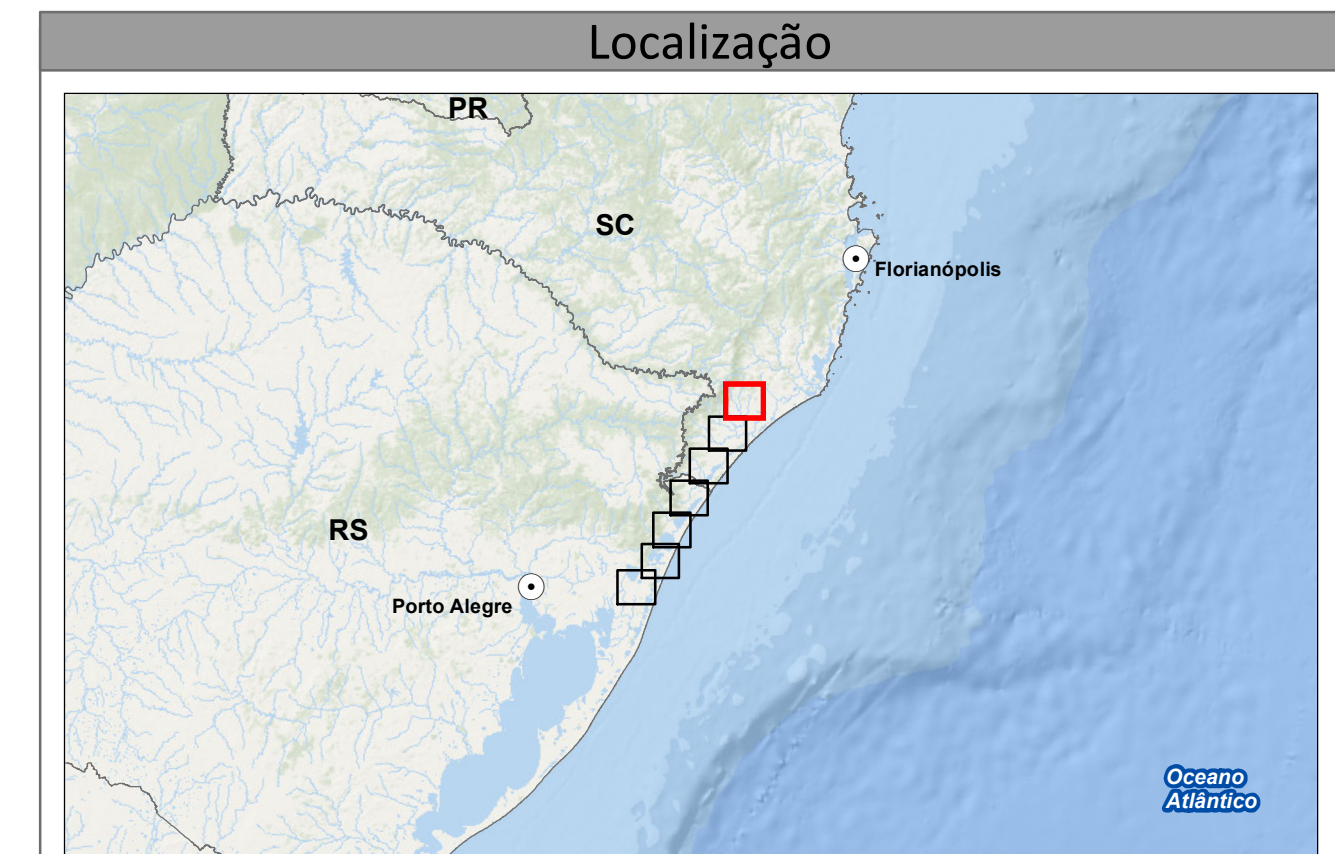 Localização
PR
SC
Florianópolis
RS
Porto Alegre
Oceano
Atlântico